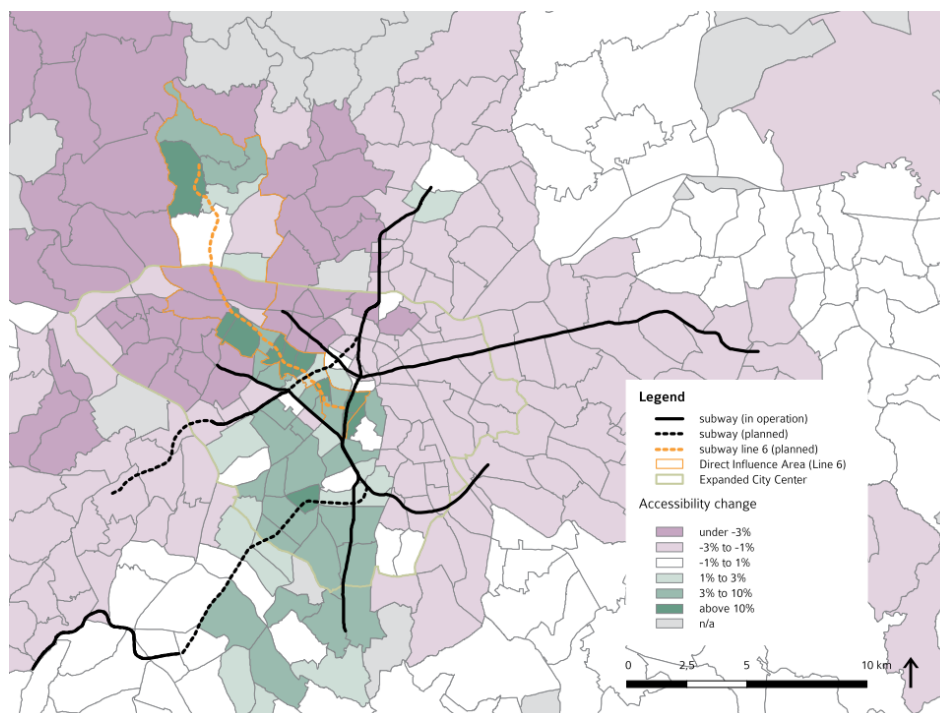 Legend
subway (in operation)
subway (planned)
subway line 6 (planned)
Direct Influence Area (Line 6)
Expanded City Center
Accessibility change
under -3%
-3% to -1%
-1% to 1%
1% to 3%
3% to 10%
above 10%
n/a
0 2,5 5 10 km